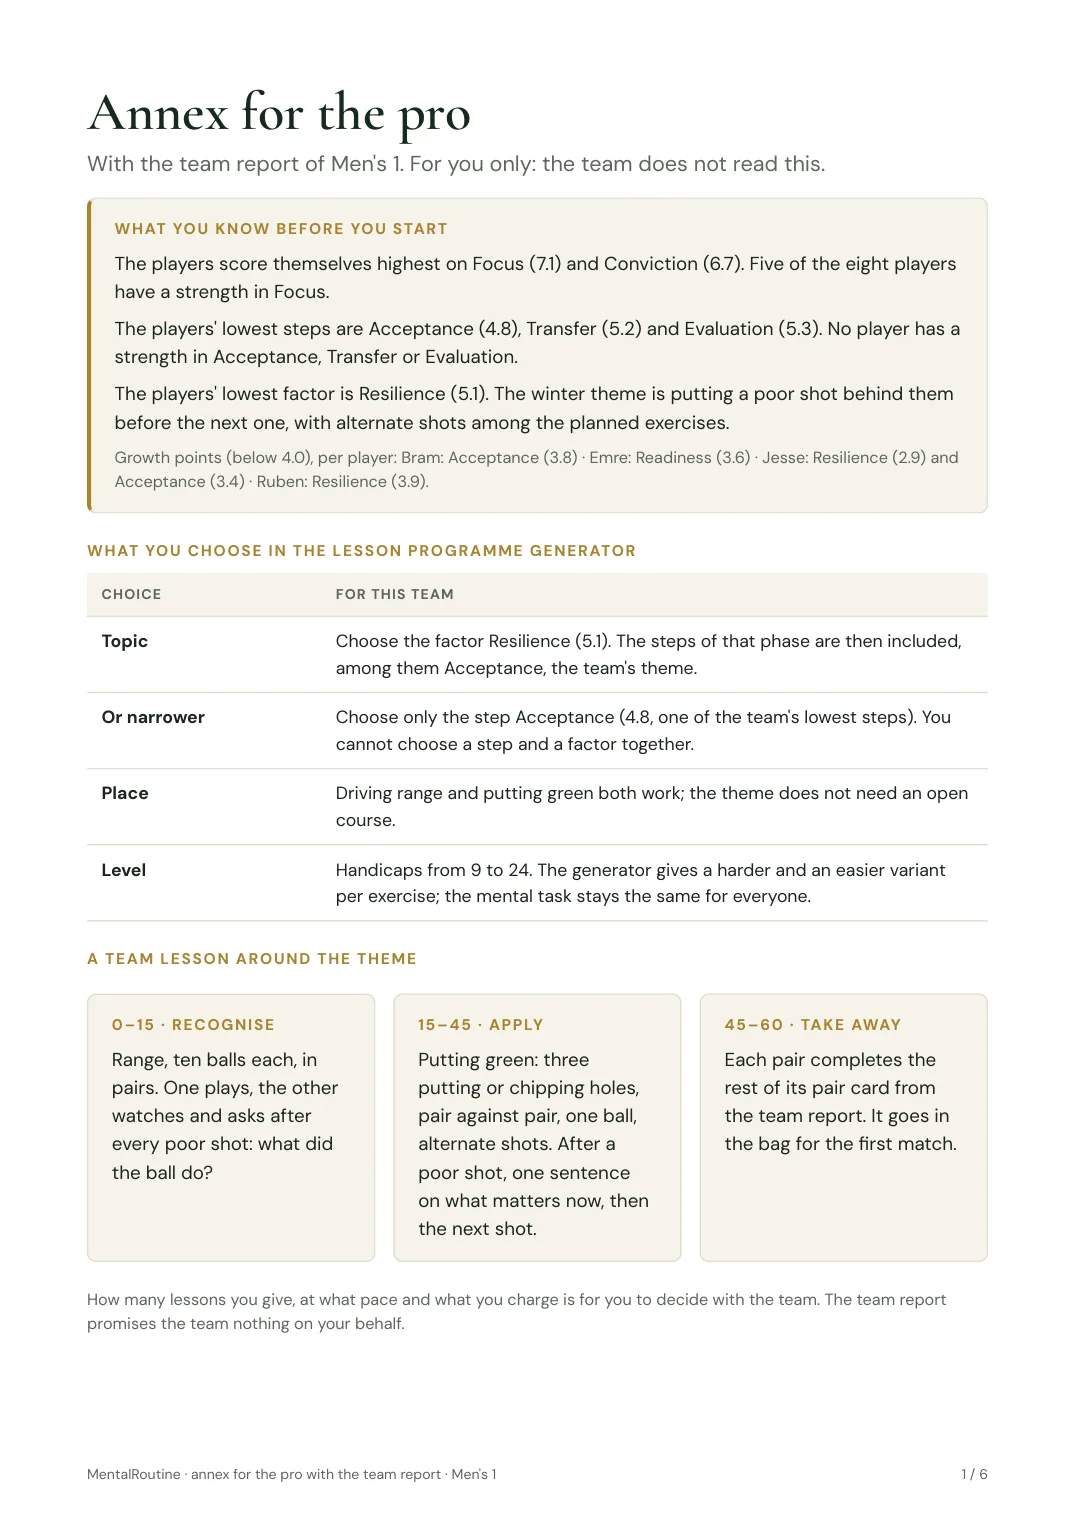 Annex for the pro
With the team report of Men's 1. For you only: the team does not read this.
WHAT YOU KNOW BEFORE YOU START
The players score themselves highest on Focus (7.1) and Conviction (6.7). Five of the eight players
have a strength in Focus.
The players' lowest steps are Acceptance (4.8), Transfer (5.2) and Evaluation (5.3). No player has a
strength in Acceptance, Transfer or Evaluation.
The players' lowest factor is Resilience (5.1). The winter theme is putting a poor shot behind them
before the next one, with alternate shots among the planned exercises.
Growth points (below 4.0), per player: Bram: Acceptance (3.8) · Emre: Readiness (3.6) · Jesse: Resilience (2.9) and
Acceptance (3.4) · Ruben: Resilience (3.9).
WHAT YOU CHOOSE IN THE LESSON PROGRAMME GENERATOR
CHOICE FOR THIS TEAM
Topic Choose the factor Resilience (5.1). The steps of that phase are then included,
among them Acceptance, the team's theme.
Or narrower Choose only the step Acceptance (4.8, one of the team's lowest steps). You
cannot choose a step and a factor together.
Place Driving range and putting green both work; the theme does not need an open
course.
Level Handicaps from 9 to 24. The generator gives a harder and an easier variant
per exercise; the mental task stays the same for everyone.
A TEAM LESSON AROUND THE THEME
0–15 · RECOGNISE
Range, ten balls each, in
pairs. One plays, the other
watches and asks after
every poor shot: what did
the ball do?
15–45 · APPLY
Putting green: three
putting or chipping holes,
pair against pair, one ball,
alternate shots. After a
poor shot, one sentence
on what matters now, then
the next shot.
45–60 · TAKE AWAY
Each pair completes the
rest of its pair card from
the team report. It goes in
the bag for the first match.
How many lessons you give, at what pace and what you charge is for you to decide with the team. The team report
promises the team nothing on your behalf.
MentalRoutine · annex for the pro with the team report · Men's 1
1 / 6